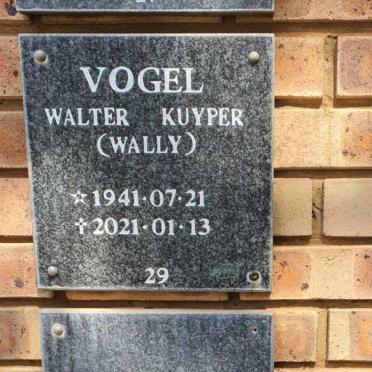 VOGEL
WALTER KUYPER
(WALLY)
☆1941·07·21
✝2021·01·13
29